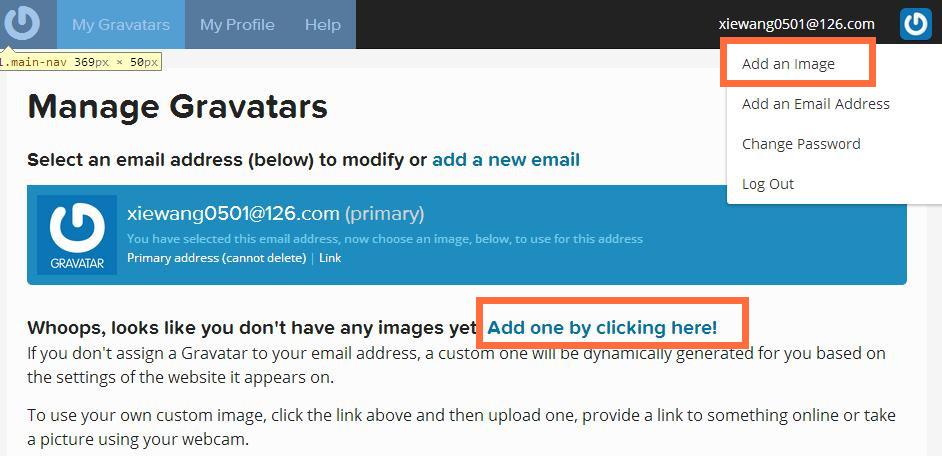 My Gravatars My Profile Help xiewang0501@126.com
l.main-nav 369px × 50px
Add an Image
Add an Email Address
Change Password
Log Out
Manage Gravatars
Select an email address (below) to modify or add a new email
xiewang0501@126.com (primary)
You have selected this email address, now choose an image, below, to use for this address
Primary address (cannot delete) | Link
GRAVATAR
Whoops, looks like you don't have any images yet Add one by clicking here!
If you don't assign a Gravatar to your email address, a custom one will be dynamically generated for you based on
the settings of the website it appears on.
To use your own custom image, click the link above and then upload one, provide a link to something online or take
a picture using your webcam.